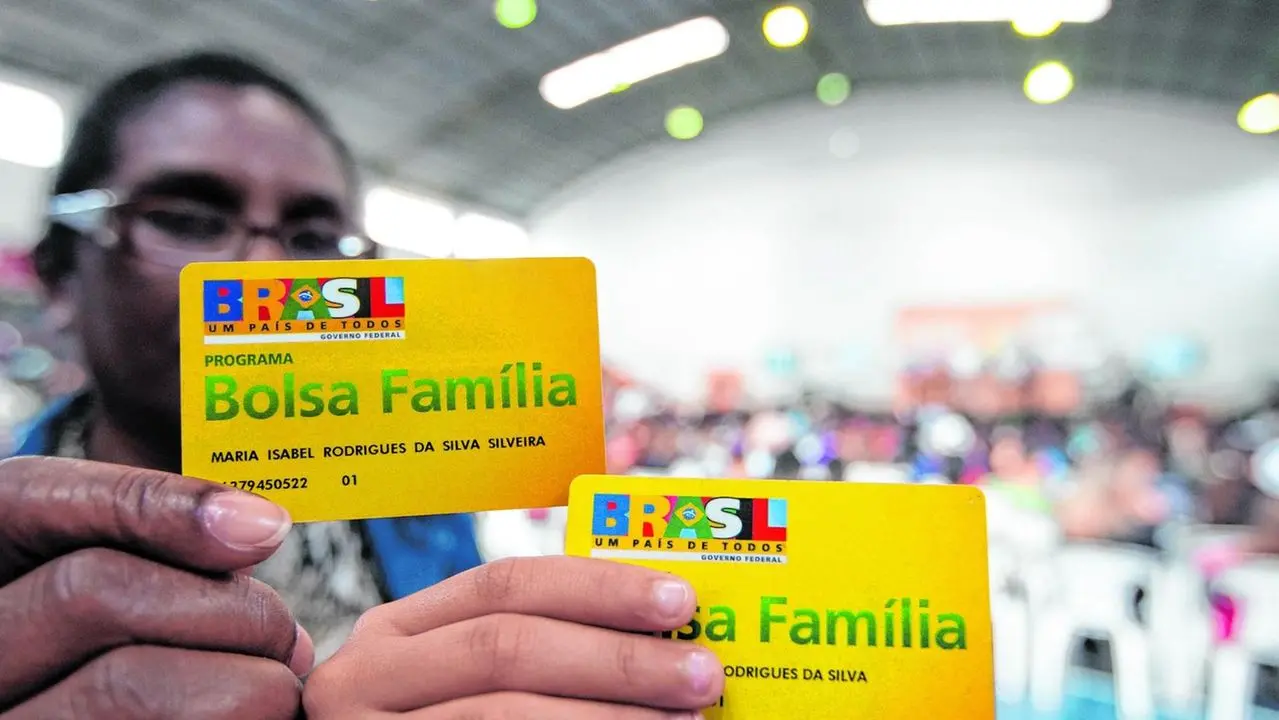 BRASIL
UM PAÍS DE TODOS
GOVERNO FEDERAL
PROGRAMA
Bolsa Família
MARIA ISABEL RODRIGUES DA SILVA SILVEIRA
279450522 01
BRASIL
UM PAÍS DE TODOS
GOVERNO FEDERAL
sa Família
RODRIGUES DA SILVA